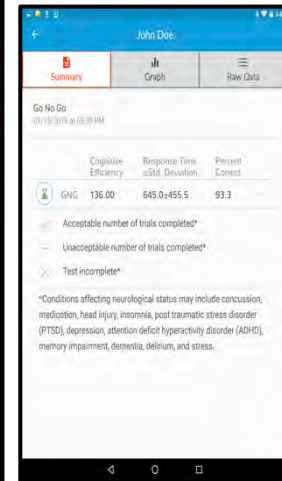 John Doe
Summary
Graph
Raw Data
Go No Go
Cognitive Efficiency
Response Time ±Std. Deviation
Percent Correct
GNG 136.00 645.0±455.5 93.3
Acceptable number of trials completed*
– Unacceptable number of trials completed*
Test incomplete*
*Conditions affecting neurological status may include concussion,
medication, head injury, insomnia, post traumatic stress disorder
(PTSD), depression, attention deficit hyperactivity disorder (ADHD),
memory impairment, dementia, delirium, and stress.